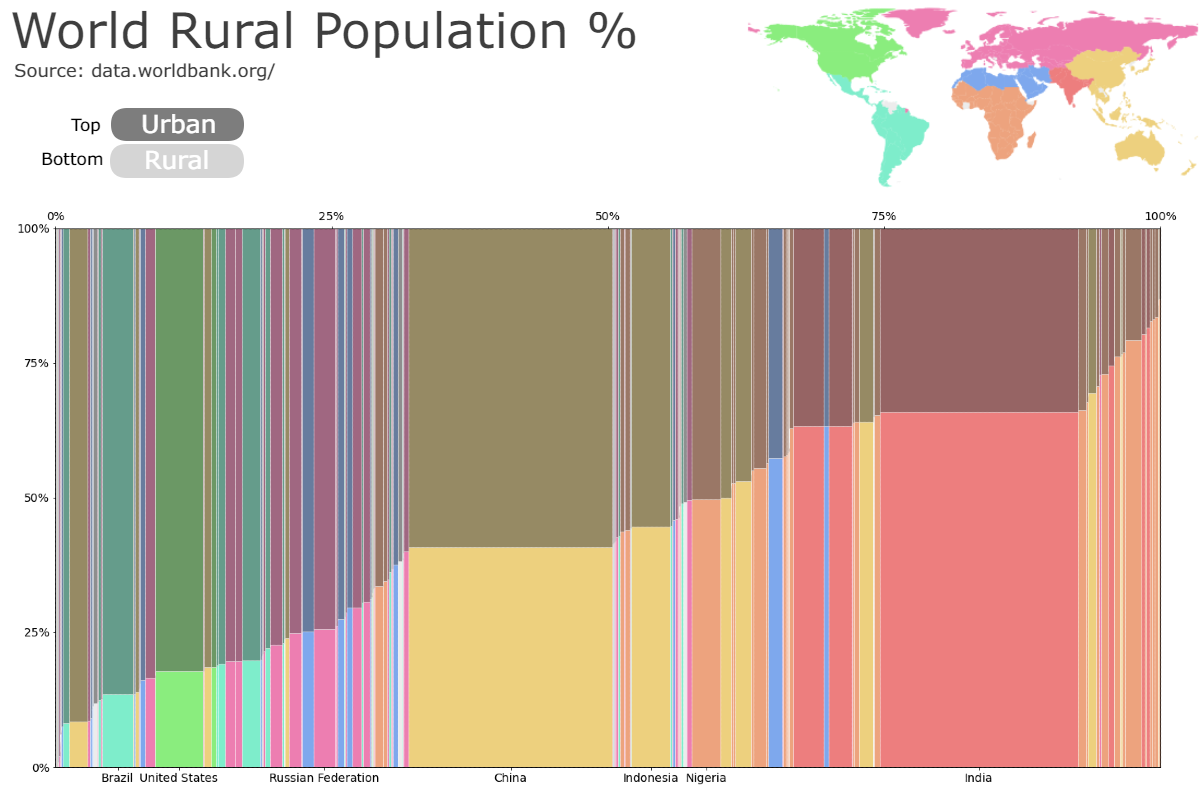 World Rural Population %
Source: data.worldbank.org/
Top Urban
Bottom Rural
0% 25% 50% 75% 100%
100%
75%
50%
25%
0%
Brazil United States Russian Federation China Indonesia Nigeria India